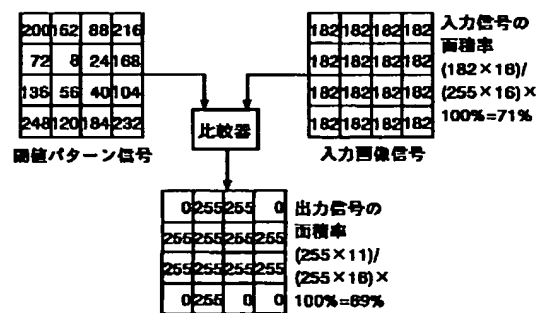 200 152 88 216
72 8 24 168
136 56 40 104
248 120 184 232
閾値パターン信号
182 182 182 182
182 182 182 182
182 182 182 182
182 182 182 182
入力画像信号
入力信号の
面積率
(182×16)/
(255×16)×
100%=71%
比較器
0 255 255 0
255 255 255 255
255 255 255 255
0 255 0 0
出力信号の
面積率
(255×11)/
(255×16)×
100%=69%